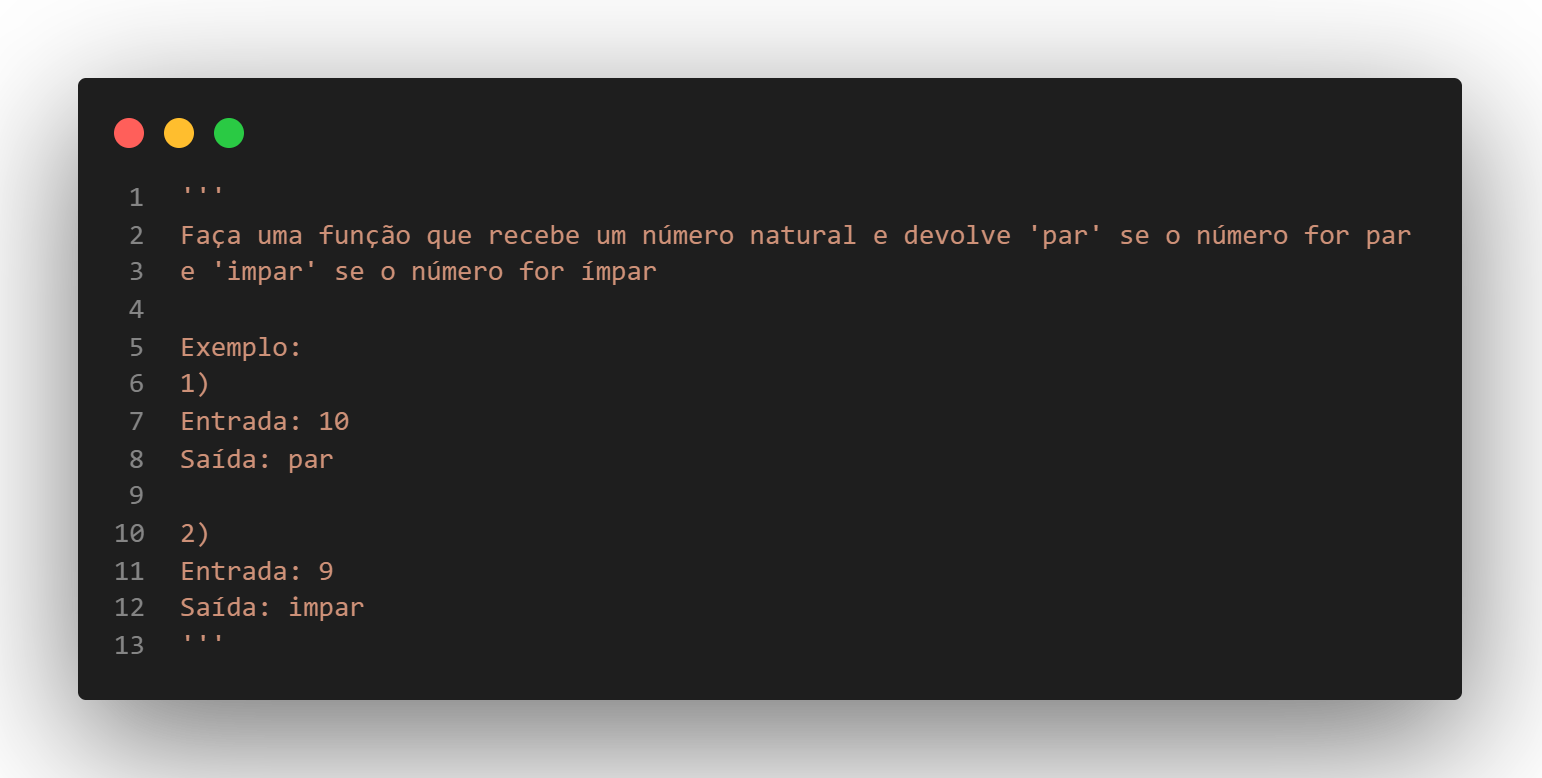 1 '''
2 Faça uma função que recebe um número natural e devolve 'par' se o número for par
3 e 'impar' se o número for ímpar
4
5 Exemplo:
6 1)
7 Entrada: 10
8 Saída: par
9
10 2)
11 Entrada: 9
12 Saída: impar
13 '''